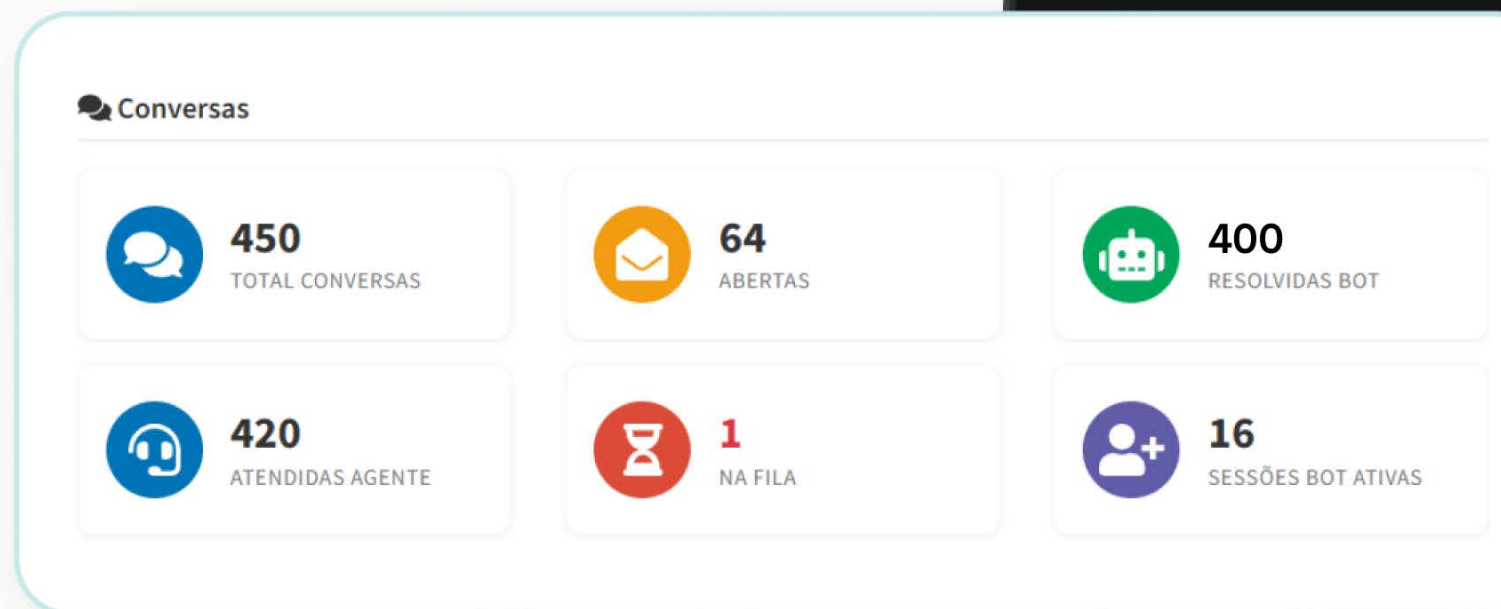 Conversas
450
TOTAL CONVERSAS
64
ABERTAS
400
RESOLVIDAS BOT
420
ATENDIDAS AGENTE
1
NA FILA
16
SESSÕES BOT ATIVAS